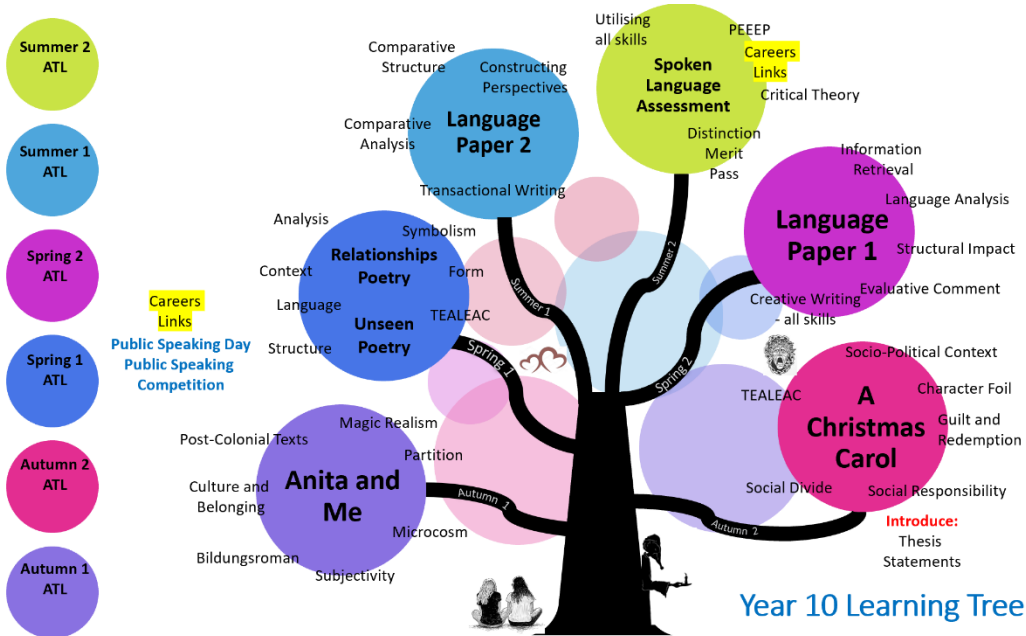 Summer 2
ATL
Summer 1
ATL
Spring 2
ATL
Spring 1
ATL
Autumn 2
ATL
Autumn 1
ATL
Careers
Links
Public Speaking Day
Public Speaking
Competition
Utilising
all skills
PEEEP
Careers
Links
Spoken
Language
Assessment
Critical Theory
Distinction
Merit
Pass
Summer 2
Comparative
Structure
Constructing
Perspectives
Language
Paper 2
Comparative
Analysis
Transactional Writing
Summer 1
Information
Retrieval
Language Analysis
Language
Paper 1
Structural Impact
Evaluative Comment
Creative Writing
- all skills
Spring 2
Analysis
Symbolism
Relationships
Poetry
Context
Form
Language
TEALEAC
Unseen
Poetry
Structure
Spring 1
Socio-Political Context
TEALEAC
Character Foil
A
Christmas
Carol
Guilt and
Redemption
Social Divide
Social Responsibility
Introduce:
Thesis
Statements
Autumn 2
Magic Realism
Post-Colonial Texts
Partition
Anita and
Me
Culture and
Belonging
Microcosm
Bildungsroman
Subjectivity
Autumn 1
Year 10 Learning Tree